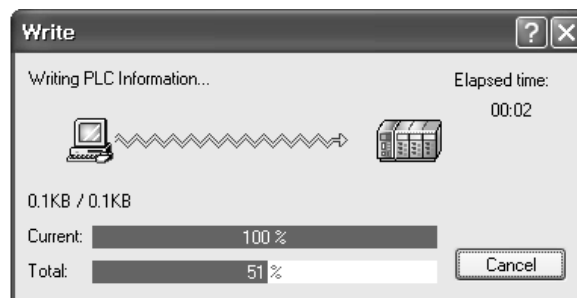 Write
Writing PLC Information...
Elapsed time:
00:02
0.1KB / 0.1KB
Current: 100 %
Total: 51 %
Cancel